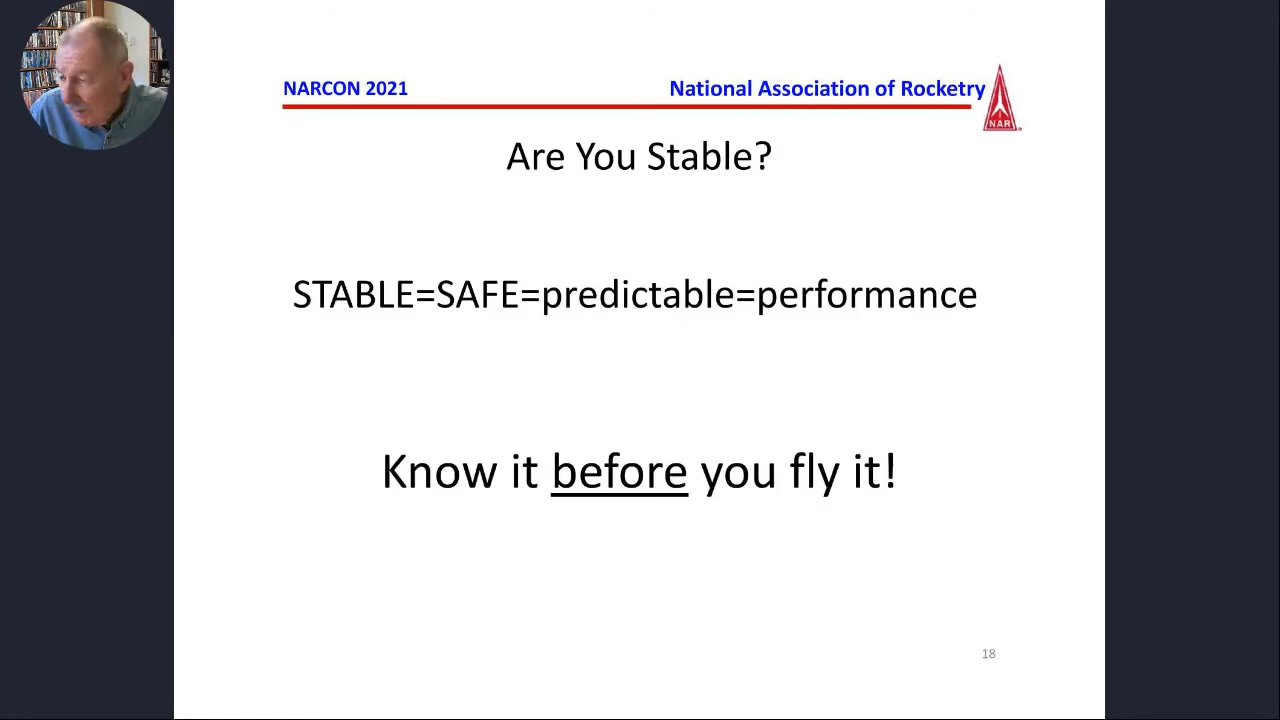 NARCON 2021
National Association of Rocketry
NAR
Are You Stable?
STABLE=SAFE=predictable=performance
Know it before you fly it!
18